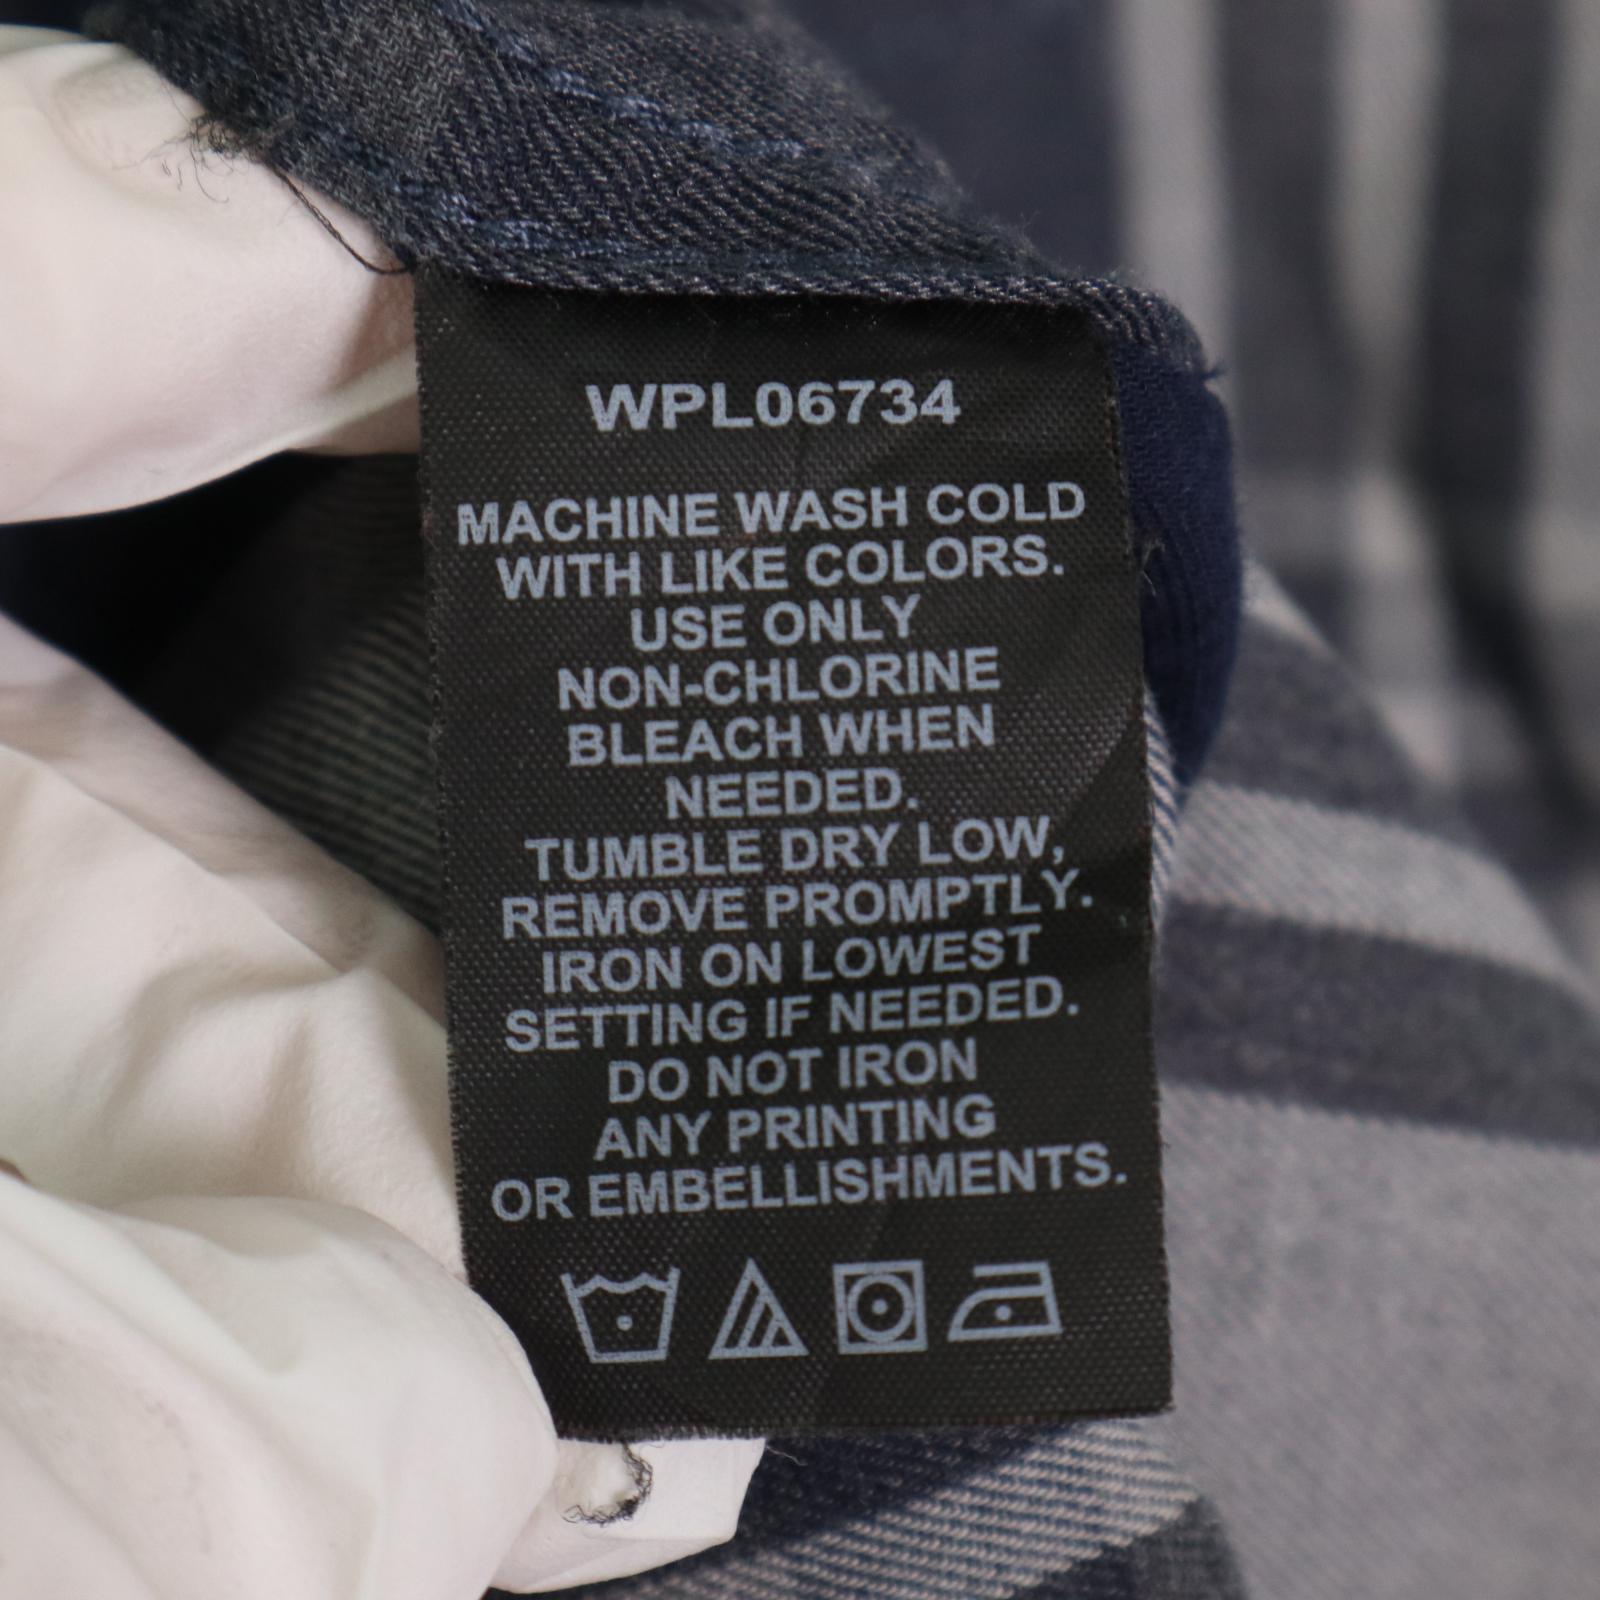 WPL06734
MACHINE WASH COLD
WITH LIKE COLORS.
USE ONLY
NON-CHLORINE
BLEACH WHEN
NEEDED.
TUMBLE DRY LOW,
REMOVE PROMPTLY.
IRON ON LOWEST
SETTING IF NEEDED.
DO NOT IRON
ANY PRINTING
OR EMBELLISHMENTS.